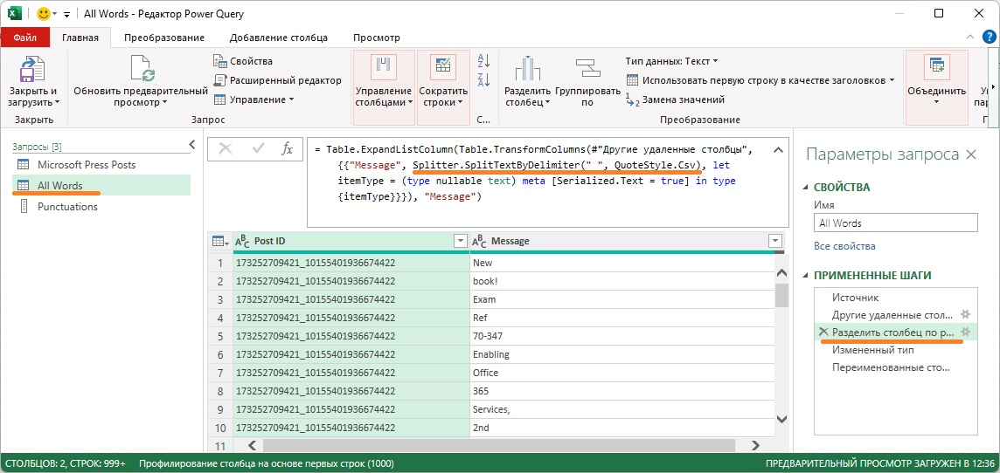 All Words - Редактор Power Query
Файл Главная Преобразование Добавление столбца Просмотр
Закрыть и загрузить
Закрыть
Обновить предварительный просмотр
Свойства
Расширенный редактор
Управление
Запрос
Управление столбцами
Сократить строки
С...
Разделить столбец
Группировать по
Тип данных: Текст
Использовать первую строку в качестве заголовков
Замена значений
Преобразование
Объединить
Запросы [3]
Microsoft Press Posts
All Words
Punctuations
= Table.ExpandListColumn(Table.TransformColumns(#"Другие удаленные столбцы",
{{"Message", Splitter.SplitTextByDelimiter(" ", QuoteStyle.Csv), let
itemType = (type nullable text) meta [Serialized.Text = true] in type
{itemType}}}), "Message")
Post ID Message
1 173252709421_10155401936674422 New
2 173252709421_10155401936674422 book!
3 173252709421_10155401936674422 Exam
4 173252709421_10155401936674422 Ref
5 173252709421_10155401936674422 70-347
6 173252709421_10155401936674422 Enabling
7 173252709421_10155401936674422 Office
8 173252709421_10155401936674422 365
9 173252709421_10155401936674422 Services,
10 173252709421_10155401936674422 2nd
11
Параметры запроса
СВОЙСТВА
Имя
All Words
Все свойства
ПРИМЕНЕННЫЕ ШАГИ
Источник
Другие удаленные стол...
Разделить столбец по р...
Измененный тип
Переименованные сто...
СТОЛБЦОВ: 2, СТРОК: 999+ Профилирование столбца на основе первых строк (1000) ПРЕДВАРИТЕЛЬНЫЙ ПРОСМОТР ЗАГРУЖЕН В 12:36